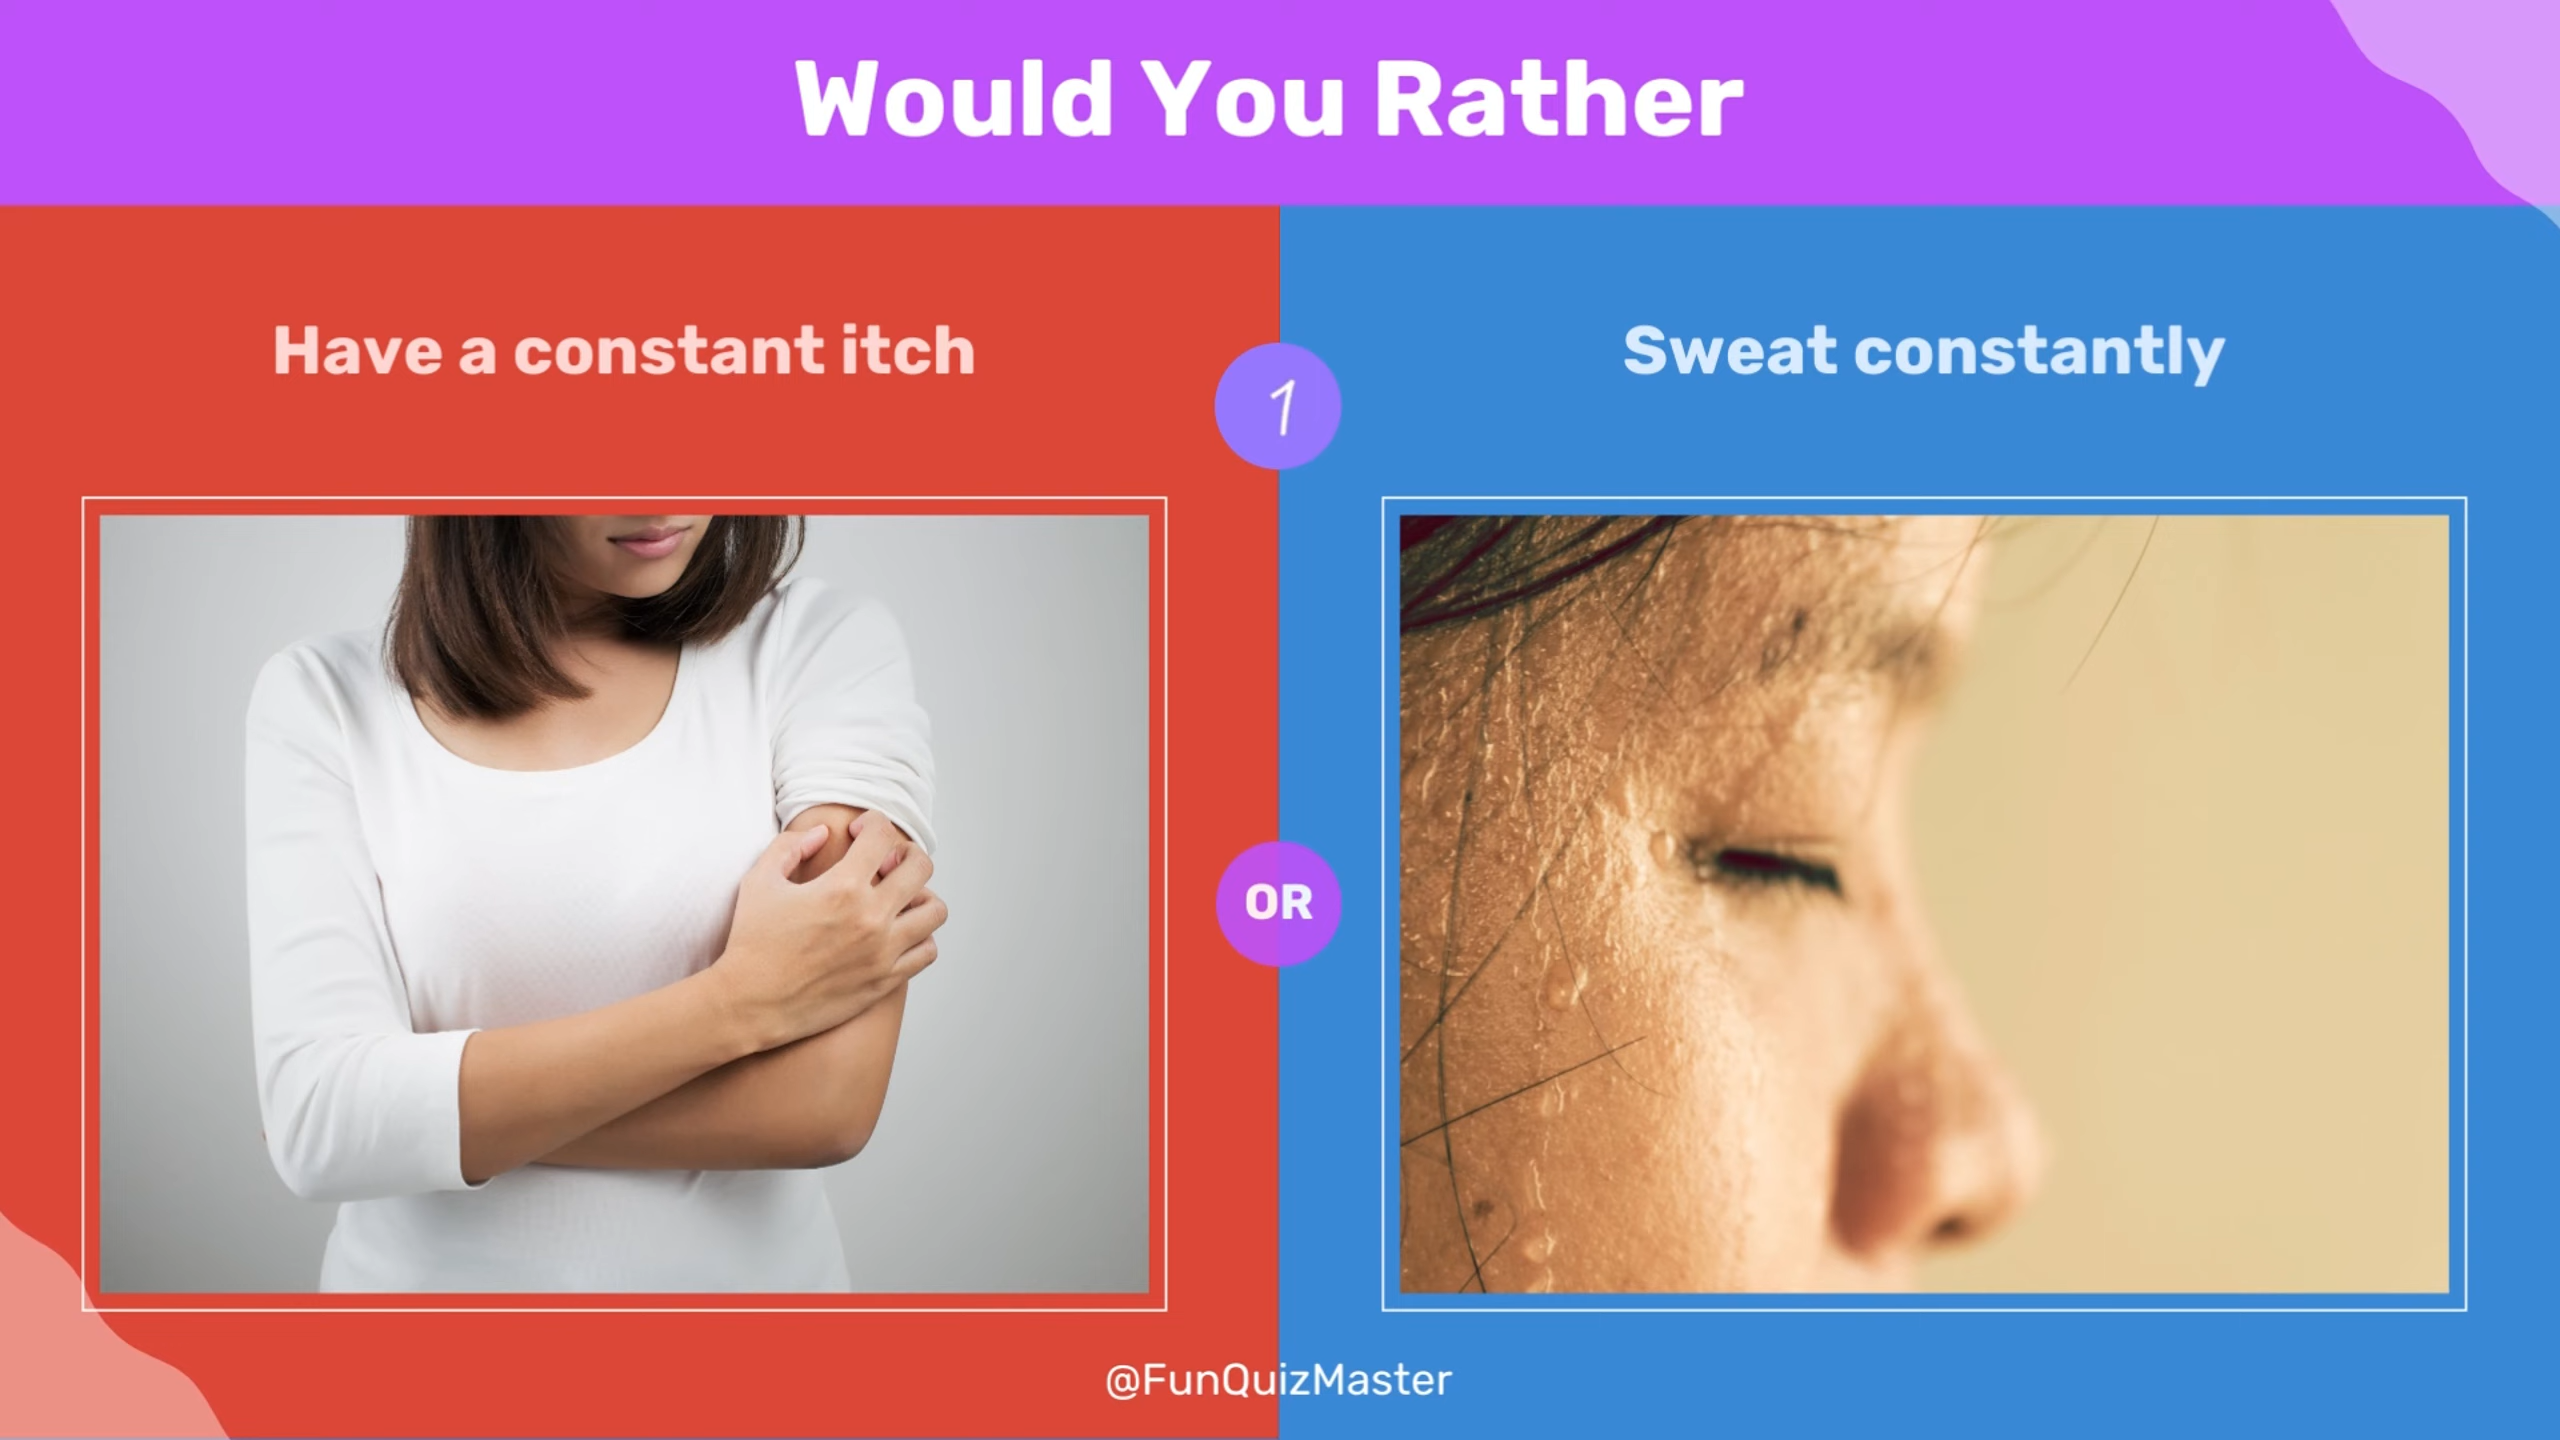 Would You Rather
Have a constant itch
Sweat constantly
1
OR
@FunQuizMaster